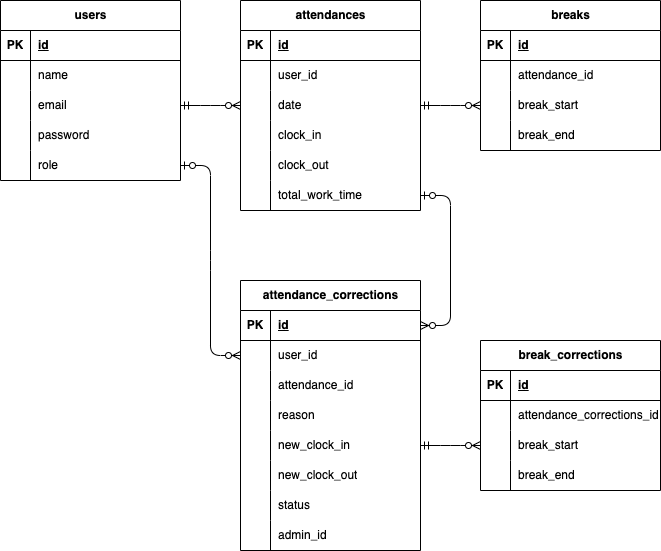 users
PK id
name
email
password
role
attendances
PK id
user_id
date
clock_in
clock_out
total_work_time
breaks
PK id
attendance_id
break_start
break_end
attendance_corrections
PK id
user_id
attendance_id
reason
new_clock_in
new_clock_out
status
admin_id
break_corrections
PK id
attendance_corrections_id
break_start
break_end